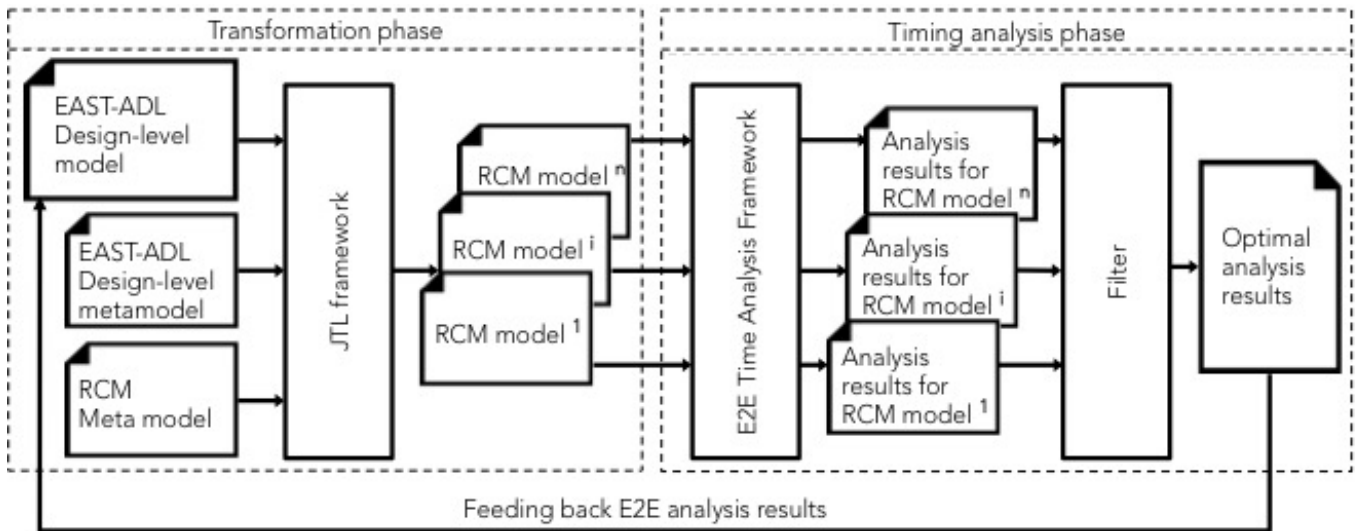 Transformation phase
Timing analysis phase
EAST-ADL
Design-level
model
EAST-ADL
Design-level
metamodel
RCM
Meta model
JTL framework
RCM model n
RCM model i
RCM model 1
E2E Time Analysis Framework
Analysis
results for
RCM model n
Analysis
results for
RCM model i
Analysis
results for
RCM model 1
Filter
Optimal
analysis
results
Feeding back E2E analysis results